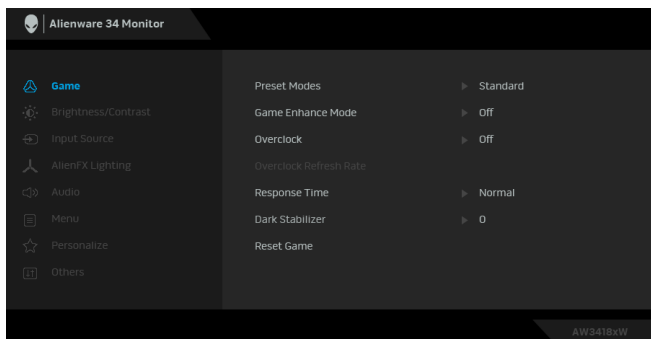 Alienware 34 Monitor
Game
Preset Modes Standard
Brightness/Contrast
Game Enhance Mode Off
Input Source
Overclock Off
AlienFX Lighting
Overclock Refresh Rate
Audio
Response Time Normal
Menu
Dark Stabilizer 0
Personalize
Reset Game
Others
AW3418xW